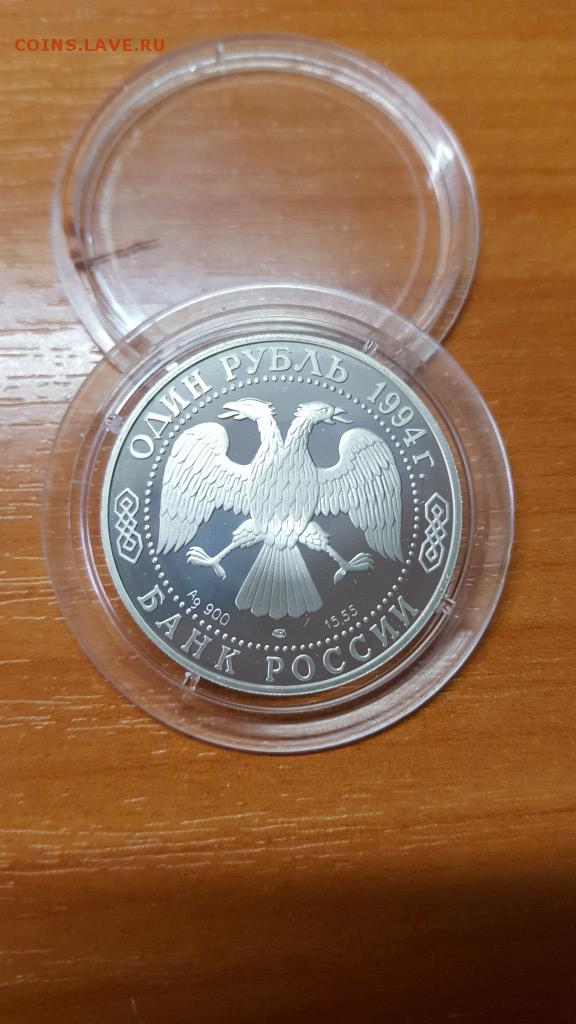 COINS.LAVE.RU
ОДИН РУБЛЬ 1994 г.
Ag 900
15,55
БАНК РОССИИ